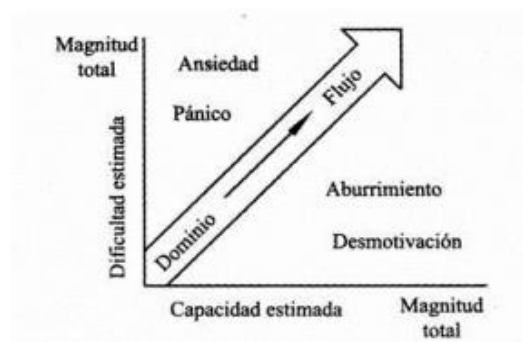 Magnitud
total
Ansiedad
Pánico
Flujo
Dificultad estimada
Dominio
Aburrimiento
Desmotivación
Capacidad estimada
Magnitud
total